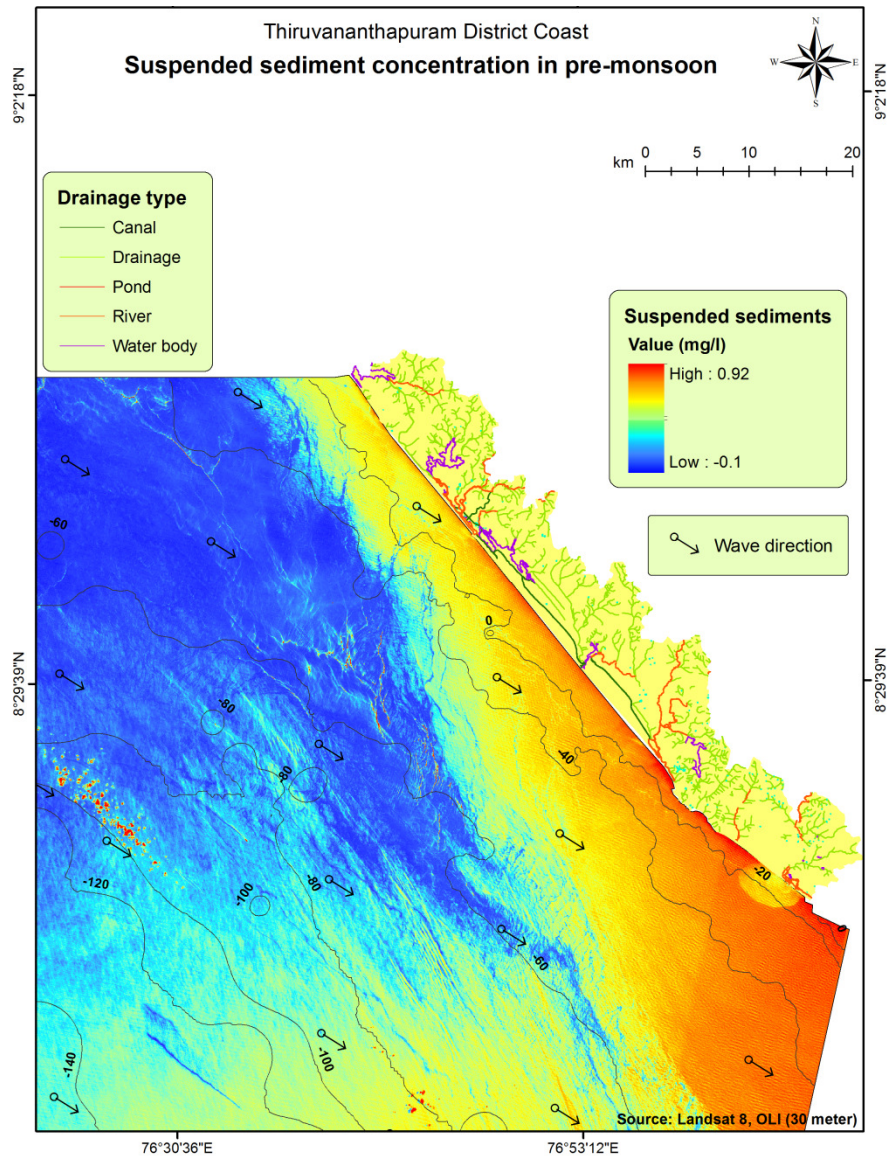 Thiruvananthapuram District Coast
Suspended sediment concentration in pre-monsoon
N
W E
S
9°2'18"N
9°2'18"N
km 0 5 10 15 20
Drainage type
Canal
Drainage
Pond
River
Water body
Suspended sediments
Value (mg/l)
High : 0.92
Low : -0.1
Wave direction
-60
0
8°29'39"N
8°29'39"N
-80
-40
-80
-80
-20
-120
-100
0
-60
-140
-100
Source: Landsat 8, OLI (30 meter)
76°30'36"E
76°53'12"E